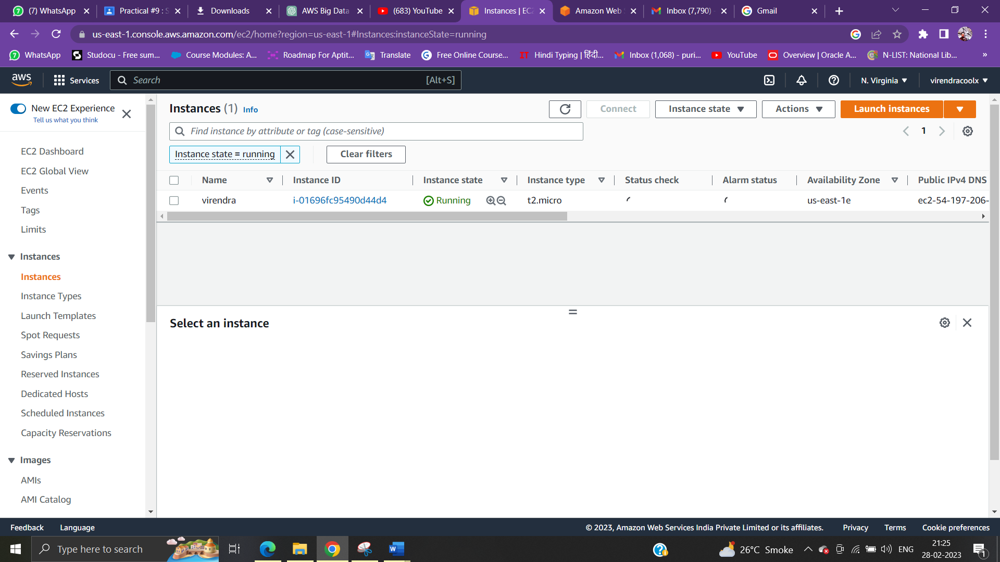 (7) WhatsApp
Practical #9 : S
Downloads
AWS Big Data
(683) YouTube
Instances | EC2
Amazon Web S
Inbox (7,790) -
Gmail
us-east-1.console.aws.amazon.com/ec2/home?region=us-east-1#Instances:instanceState=running
WhatsApp
Studocu - Free sum...
Course Modules: A...
Roadmap For Aptit...
Translate
Free Online Course...
Hindi Typing | हिंदी...
Inbox (1,068) - puri...
YouTube
Overview | Oracle A...
N-LIST: National Lib...
»
aws
Services
Search
[Alt+S]
N. Virginia
virendracoolx
New EC2 Experience
Tell us what you think
EC2 Dashboard
EC2 Global View
Events
Tags
Limits
Instances
Instances
Instance Types
Launch Templates
Spot Requests
Savings Plans
Reserved Instances
Dedicated Hosts
Scheduled Instances
Capacity Reservations
Images
AMIs
AMI Catalog
Instances (1) Info
Connect
Instance state
Actions
Launch instances
Find instance by attribute or tag (case-sensitive)
1
Instance state = running
Clear filters
Name
Instance ID
Instance state
Instance type
Status check
Alarm status
Availability Zone
Public IPv4 DNS
virendra
i-01696fc95490d44d4
Running
t2.micro
us-east-1e
ec2-54-197-206-
Select an instance
Feedback
Language
© 2023, Amazon Web Services India Private Limited or its affiliates.
Privacy
Terms
Cookie preferences
Type here to search
26°C Smoke
ENG
21:25
28-02-2023
1